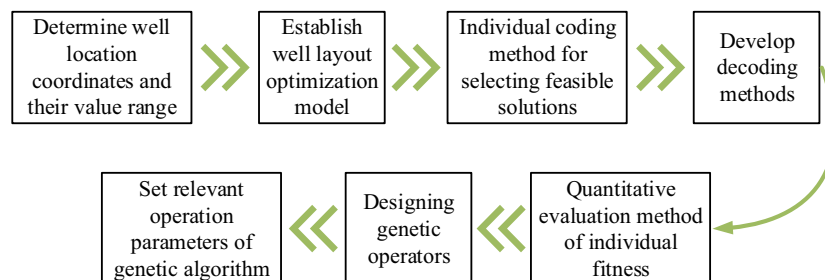 Determine well
location
coordinates and
their value range
Establish
well layout
optimization
model
Individual coding
method for
selecting feasible
solutions
Develop
decoding
methods
Quantitative
evaluation method
of individual
fitness
Designing
genetic
operators
Set relevant
operation
parameters of
genetic algorithm